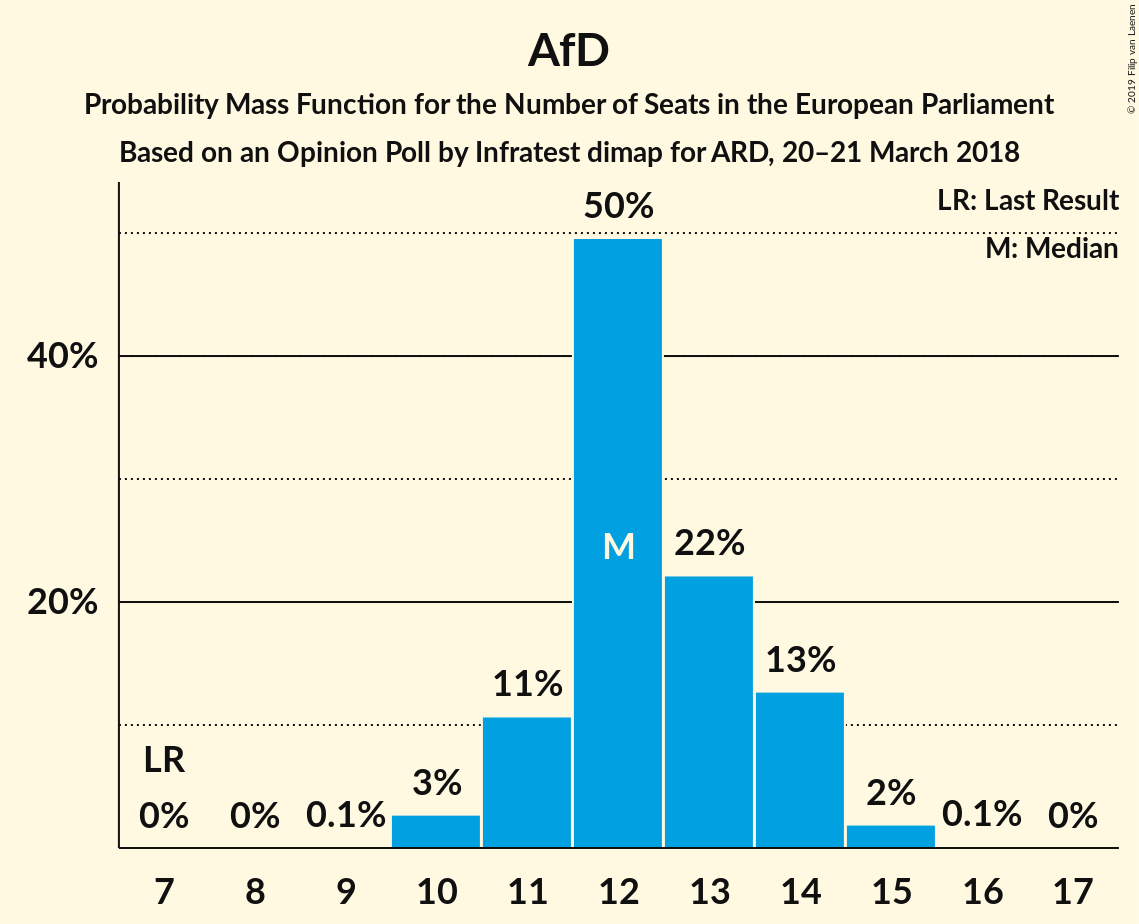 AfD
Probability Mass Function for the Number of Seats in the European Parliament
Based on an Opinion Poll by Infratest dimap for ARD, 20–21 March 2018
© 2019 Filip van Laenen
LR: Last Result
M: Median
50%
40%
M
22%
20%
13%
11%
LR
3%
2%
0%
0%
0.1%
0.1%
0%
7 8 9 10 11 12 13 14 15 16 17